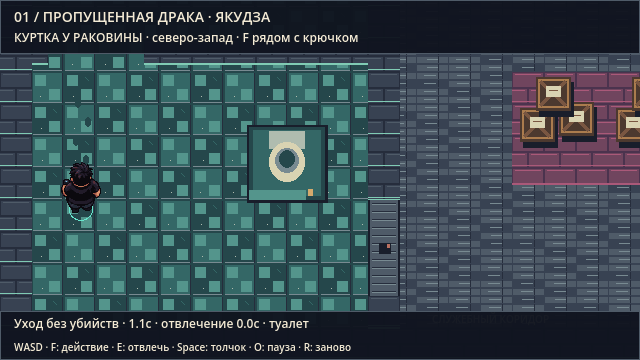 01 / ПРОПУЩЕННАЯ ДРАКА · ЯКУДЗА
КУРТКА У РАКОВИНЫ · северо-запад · F рядом с крючком
Уход без убийств · 1.1с · отвлечение 0.0с · туалет
WASD · F: действие · E: отвлечь · Space: толчок · O: пауза · R: заново